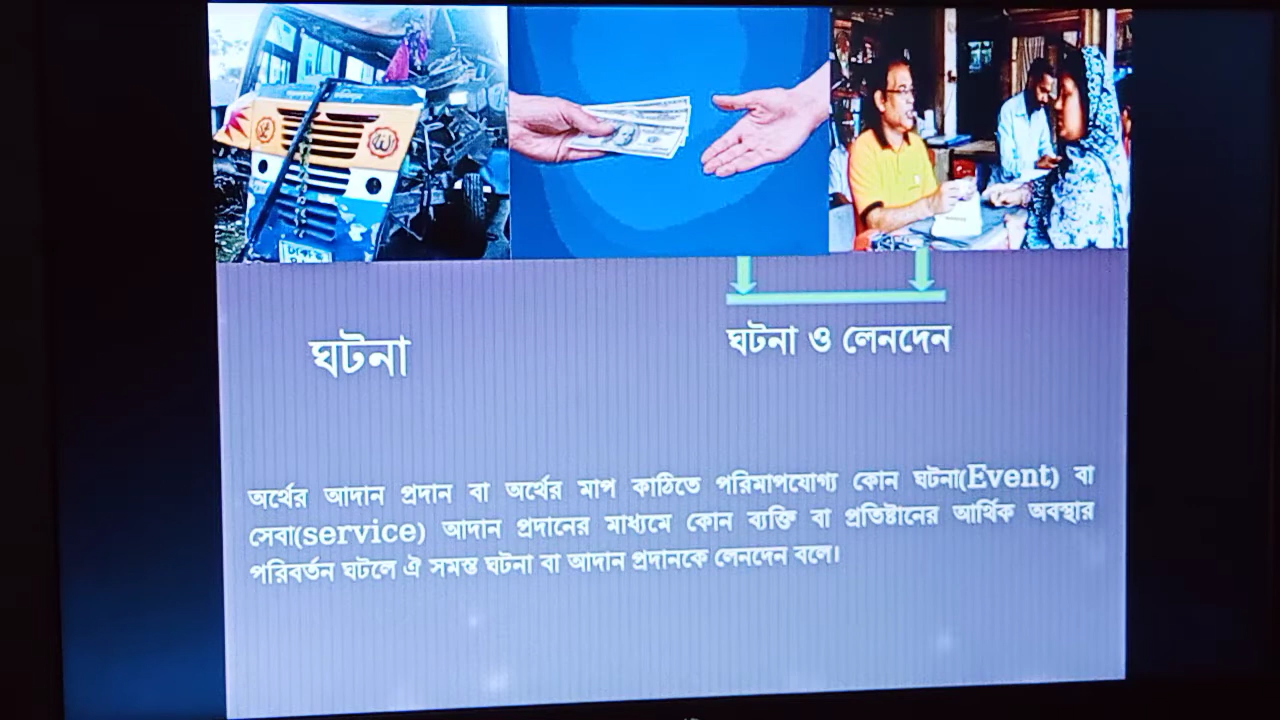 ঘটনা
ঘটনা ও লেনদেন
অর্থের আদান প্রদান বা অর্থের মাপ কাঠিতে পরিমাপযোগ্য কোন ঘটনা(Event) বা
সেবা(service) আদান প্রদানের মাধ্যমে কোন ব্যক্তি বা প্রতিষ্টানের আর্থিক অবস্থার
পরিবর্তন ঘটলে ঐ সমস্ত ঘটনা বা আদান প্রদানকে লেনদেন বলে।